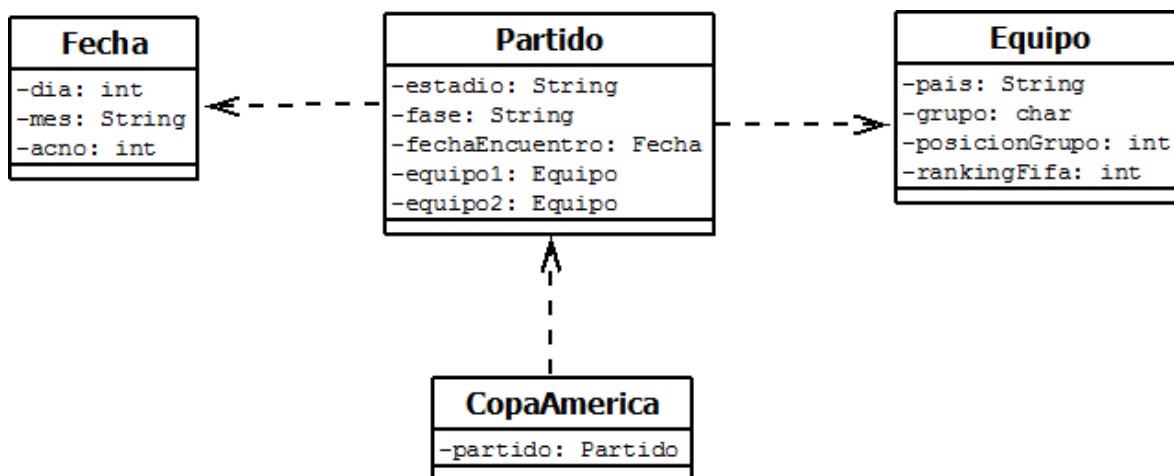 Fecha
-dia: int
-mes: String
-acno: int
Partido
-estadio: String
-fase: String
-fechaEncuentro: Fecha
-equipo1: Equipo
-equipo2: Equipo
Equipo
-pais: String
-grupo: char
-posicionGrupo: int
-rankingFifa: int
CopaAmerica
-partido: Partido